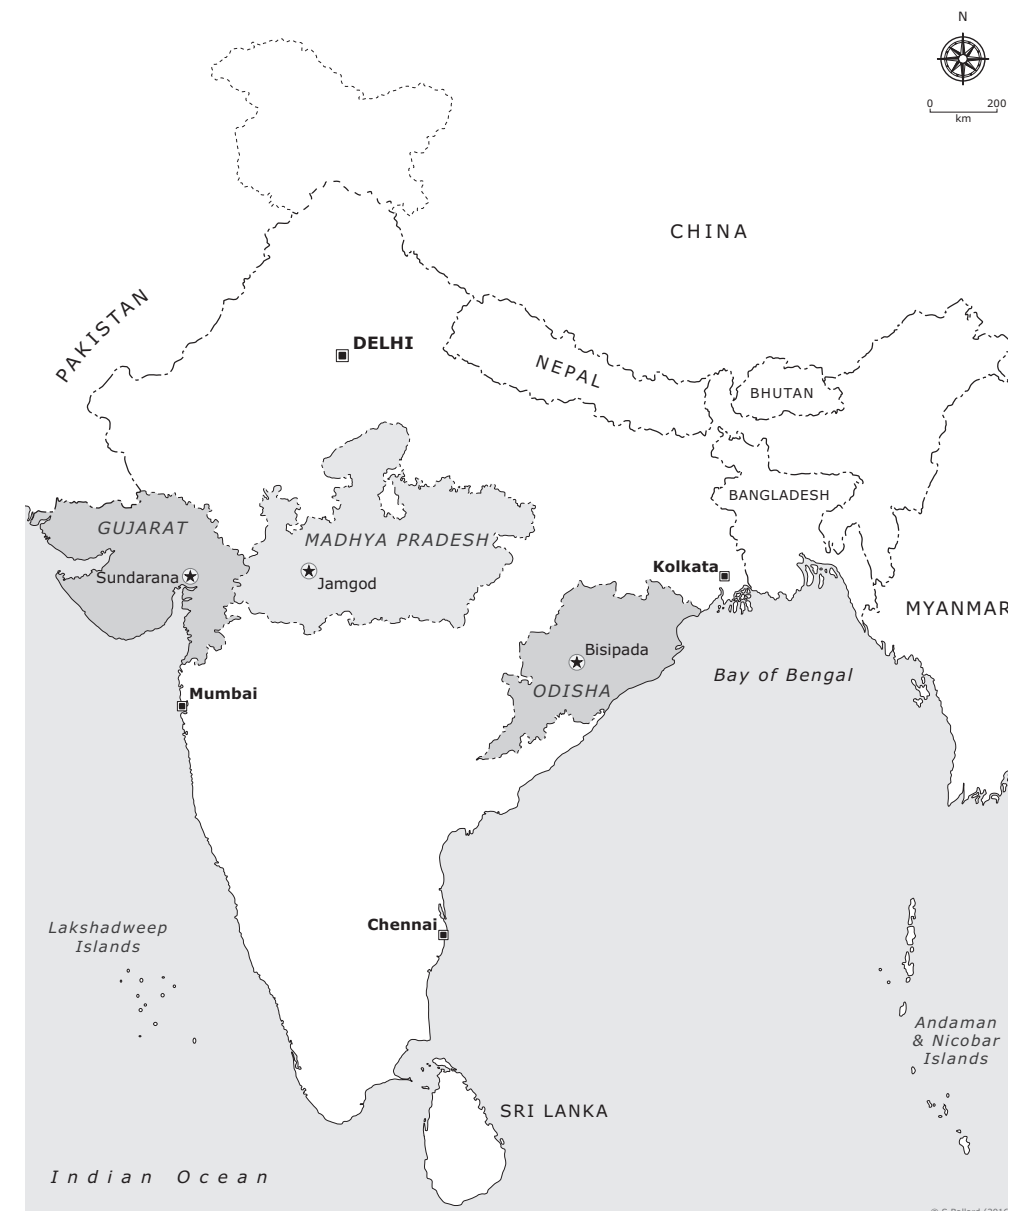 N
0 200
km
CHINA
PAKISTAN
DELHI
NEPAL
BHUTAN
BANGLADESH
GUJARAT
MADHYA PRADESH
Sundarana
Jamgod
Kolkata
MYANMAR
Bisipada
Bay of Bengal
ODISHA
Mumbai
Chennai
Lakshadweep
Islands
Andaman
& Nicobar
Islands
SRI LANKA
Indian Ocean